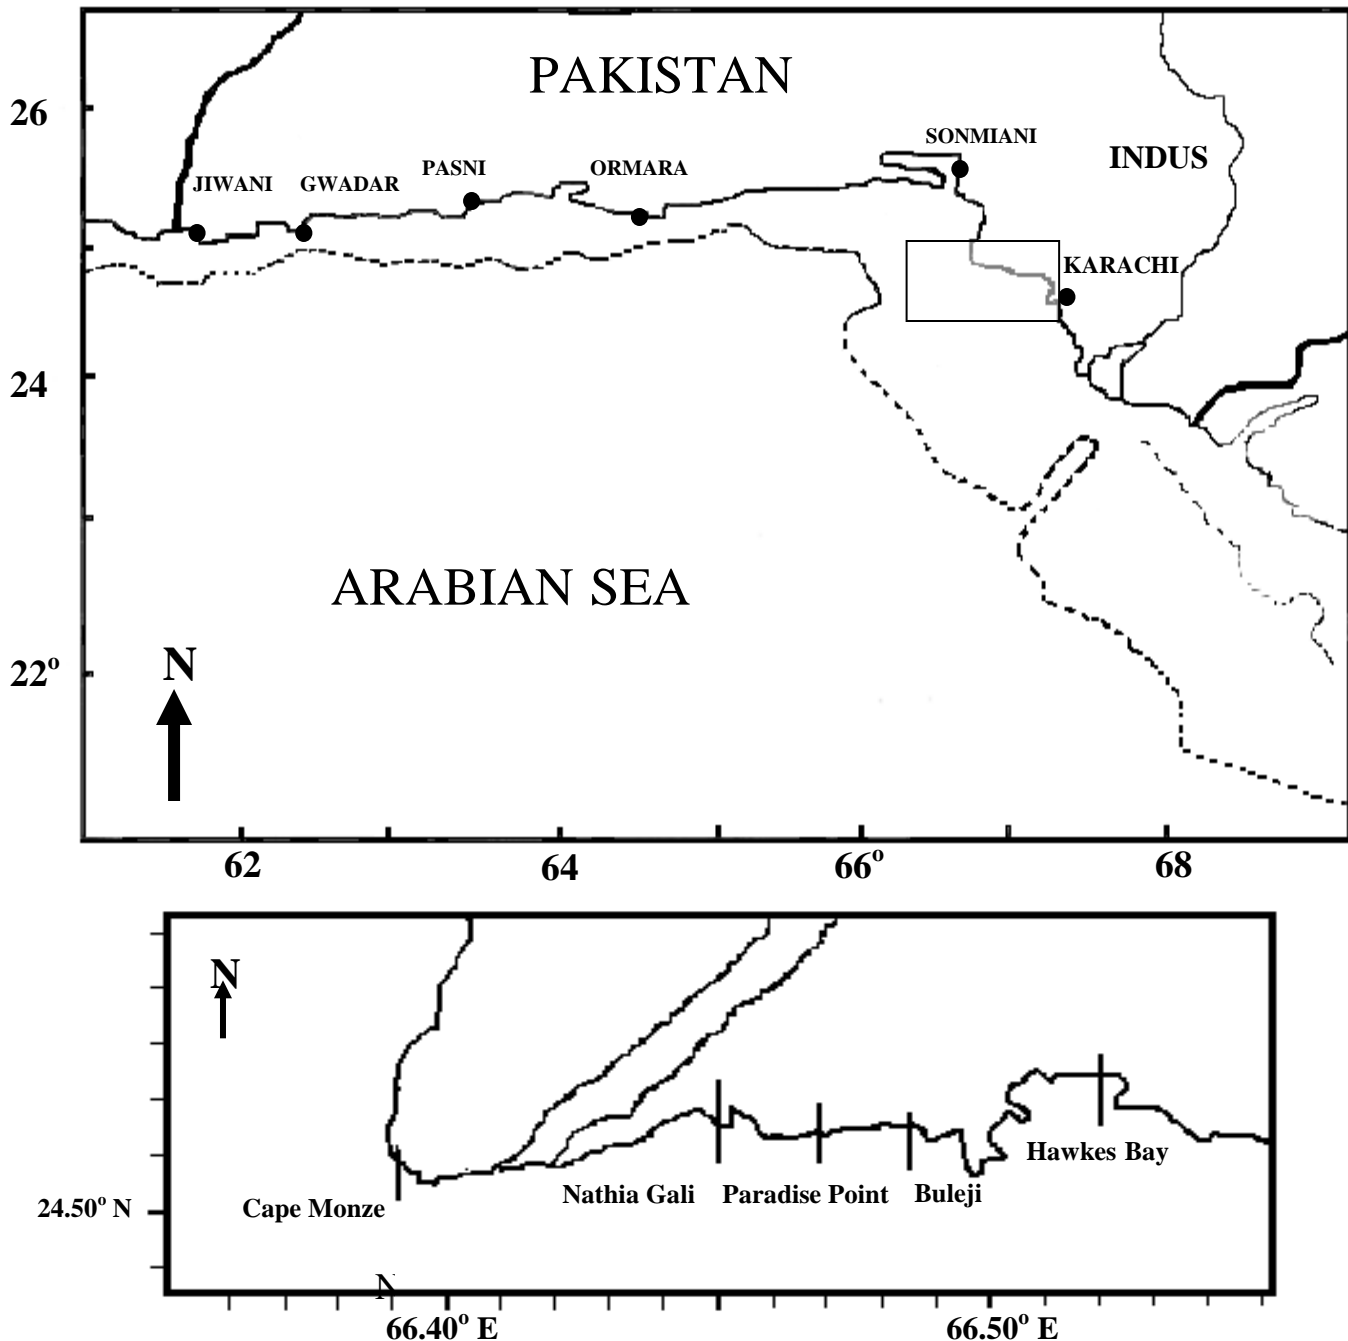 PAKISTAN
26
SONMIANI
INDUS
PASNI
ORMARA
JIWANI
GWADAR
KARACHI
24
ARABIAN SEA
N
22°
62
64
66°
68
N
Hawkes Bay
Nathia Gali
Paradise Point
Buleji
Cape Monze
24.50° N
N
66.40° E
66.50° E